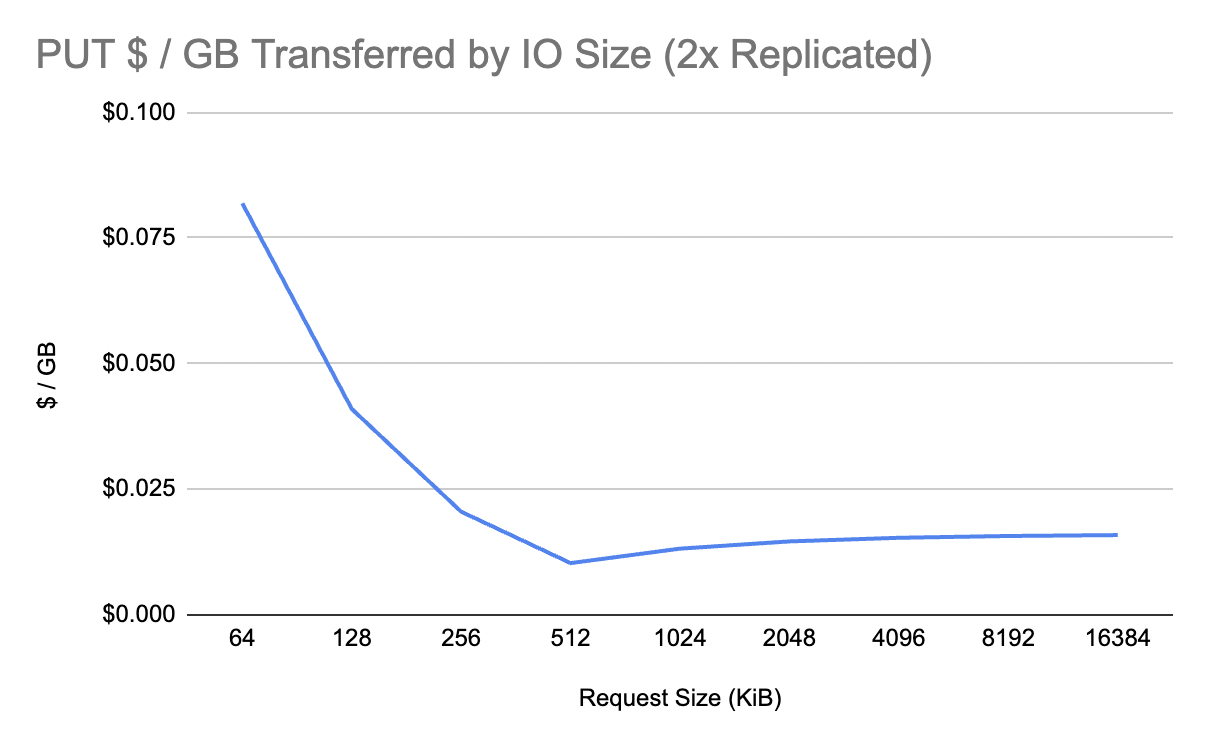 PUT $ / GB Transferred by IO Size (2x Replicated)
$0.100
$0.075
$0.050
$0.025
$0.000
$ / GB
64 128 256 512 1024 2048 4096 8192 16384
Request Size (KiB)